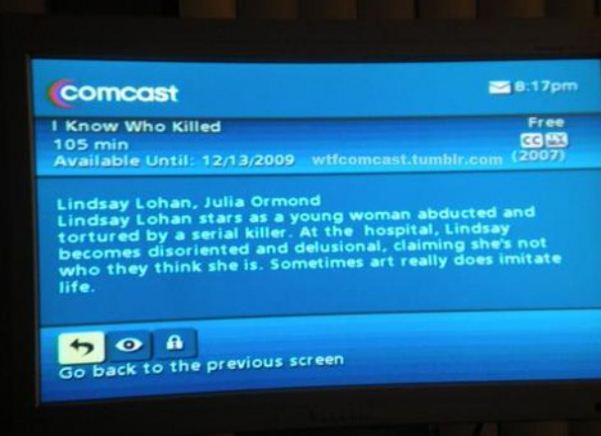 comcast
8:17pm
I Know Who Killed
Free
105 min
CC
Available Until: 12/13/2009
wtfcomcast.tumblr.com
(2007)
Lindsay Lohan, Julia Ormond
Lindsay Lohan stars as a young woman abducted and
tortured by a serial killer. At the hospital, Lindsay
becomes disoriented and delusional, claiming she's not
who they think she is. Sometimes art really does imitate
life.
Go back to the previous screen